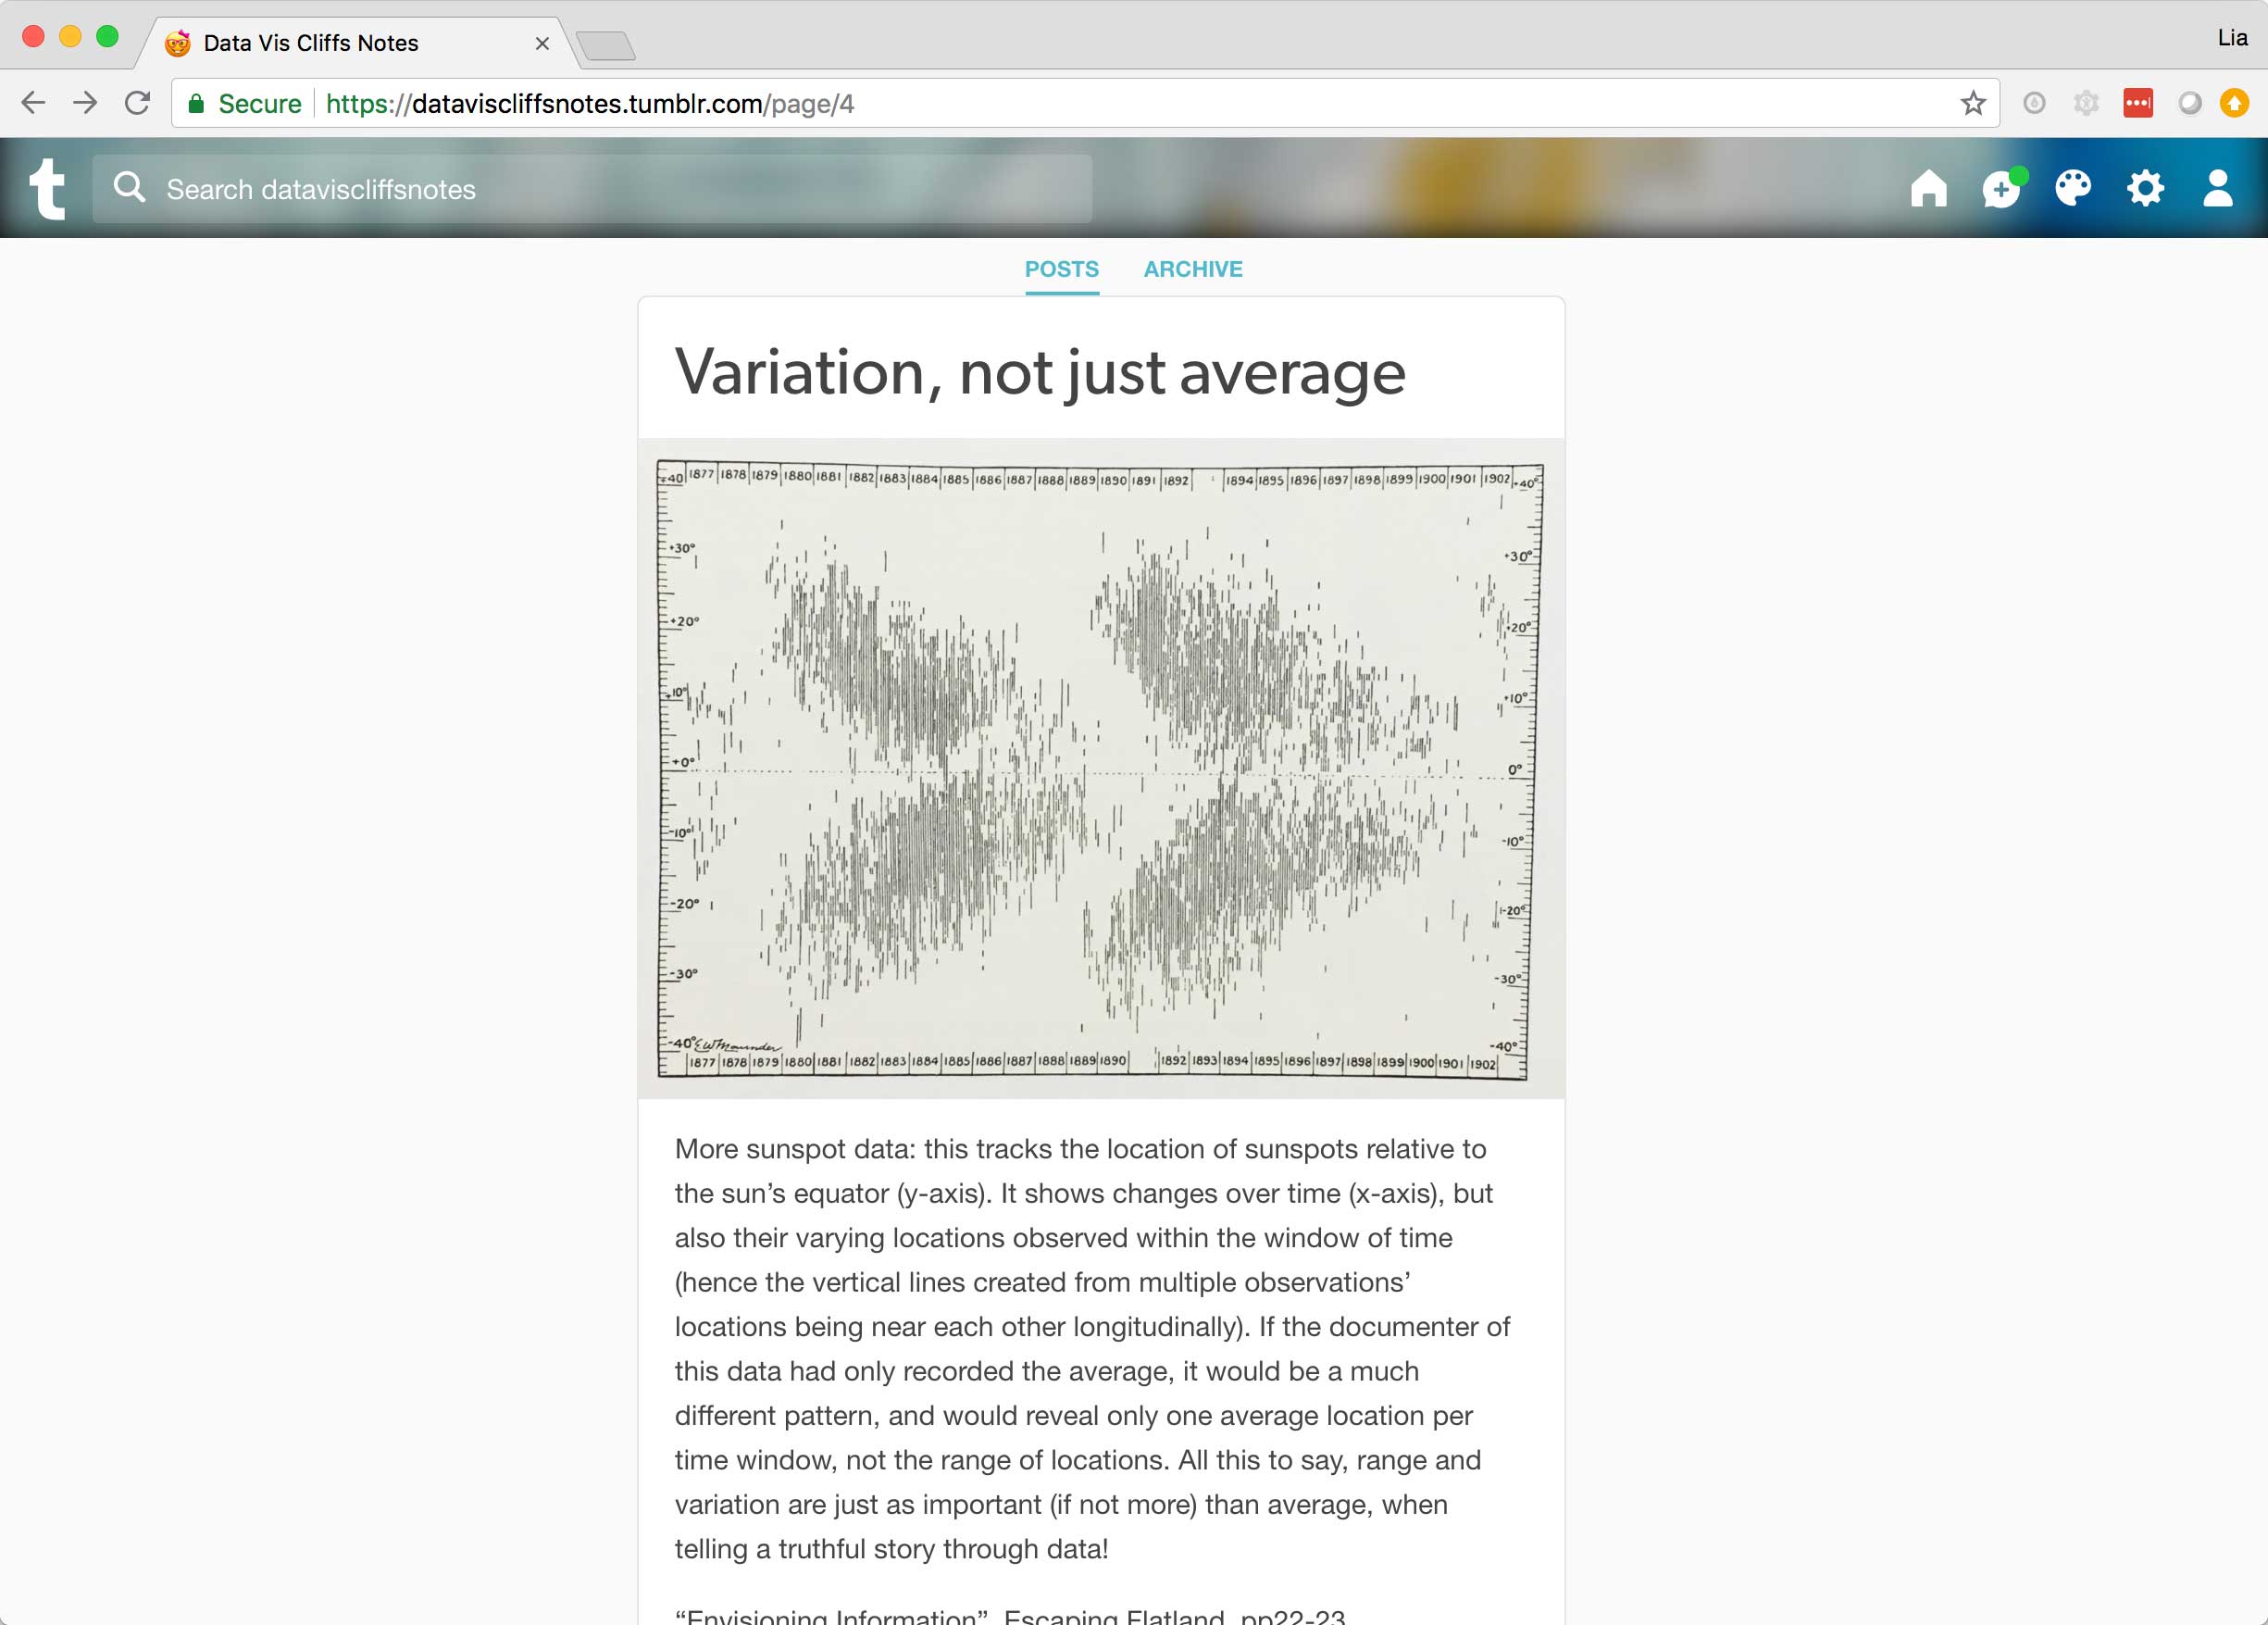 Data Vis Cliffs Notes
Lia
Secure
https://dataviscliffsnotes.tumblr.com/page/4
Search dataviscliffsnotes
POSTS ARCHIVE
Variation, not just average
+40 1877 1878 1879 1880 1881 1882 1883 1884 1885 1886 1887 1888 1889 1890 1891 1892 1894 1895 1896 1897 1898 1899 1900 1901 1902 +40°
+30° +30°
+20° +20°
+10° +10°
+0° 0°
-10° -10°
-20° -20°
-30° -30°
-40° E W Maunder -40°
1877 1878 1879 1880 1881 1882 1883 1884 1885 1886 1887 1888 1889 1890 1892 1893 1894 1895 1896 1897 1898 1899 1900 1901 1902
More sunspot data: this tracks the location of sunspots relative to
the sun’s equator (y-axis). It shows changes over time (x-axis), but
also their varying locations observed within the window of time
(hence the vertical lines created from multiple observations’
locations being near each other longitudinally). If the documenter of
this data had only recorded the average, it would be a much
different pattern, and would reveal only one average location per
time window, not the range of locations. All this to say, range and
variation are just as important (if not more) than average, when
telling a truthful story through data!
“Envisioning Information”, Escaping Flatland, pp22-23